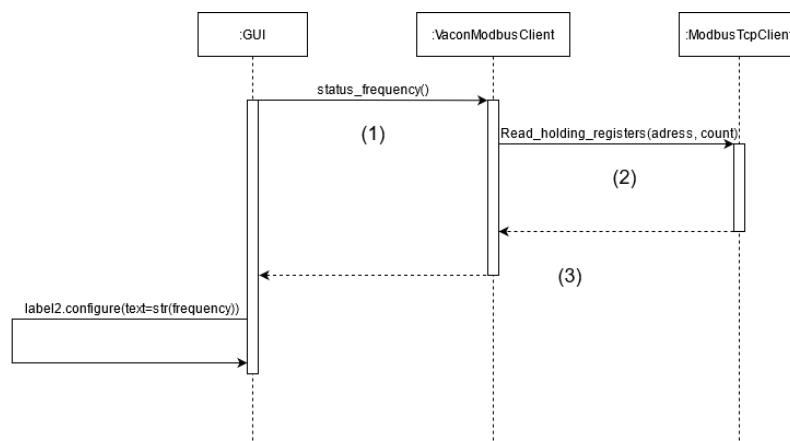 :GUI
:VaconModbusClient
:ModbusTcpClient
status_frequency()
(1)
Read_holding_registers(adress, count)
(2)
(3)
label2.configure(text=str(frequency))